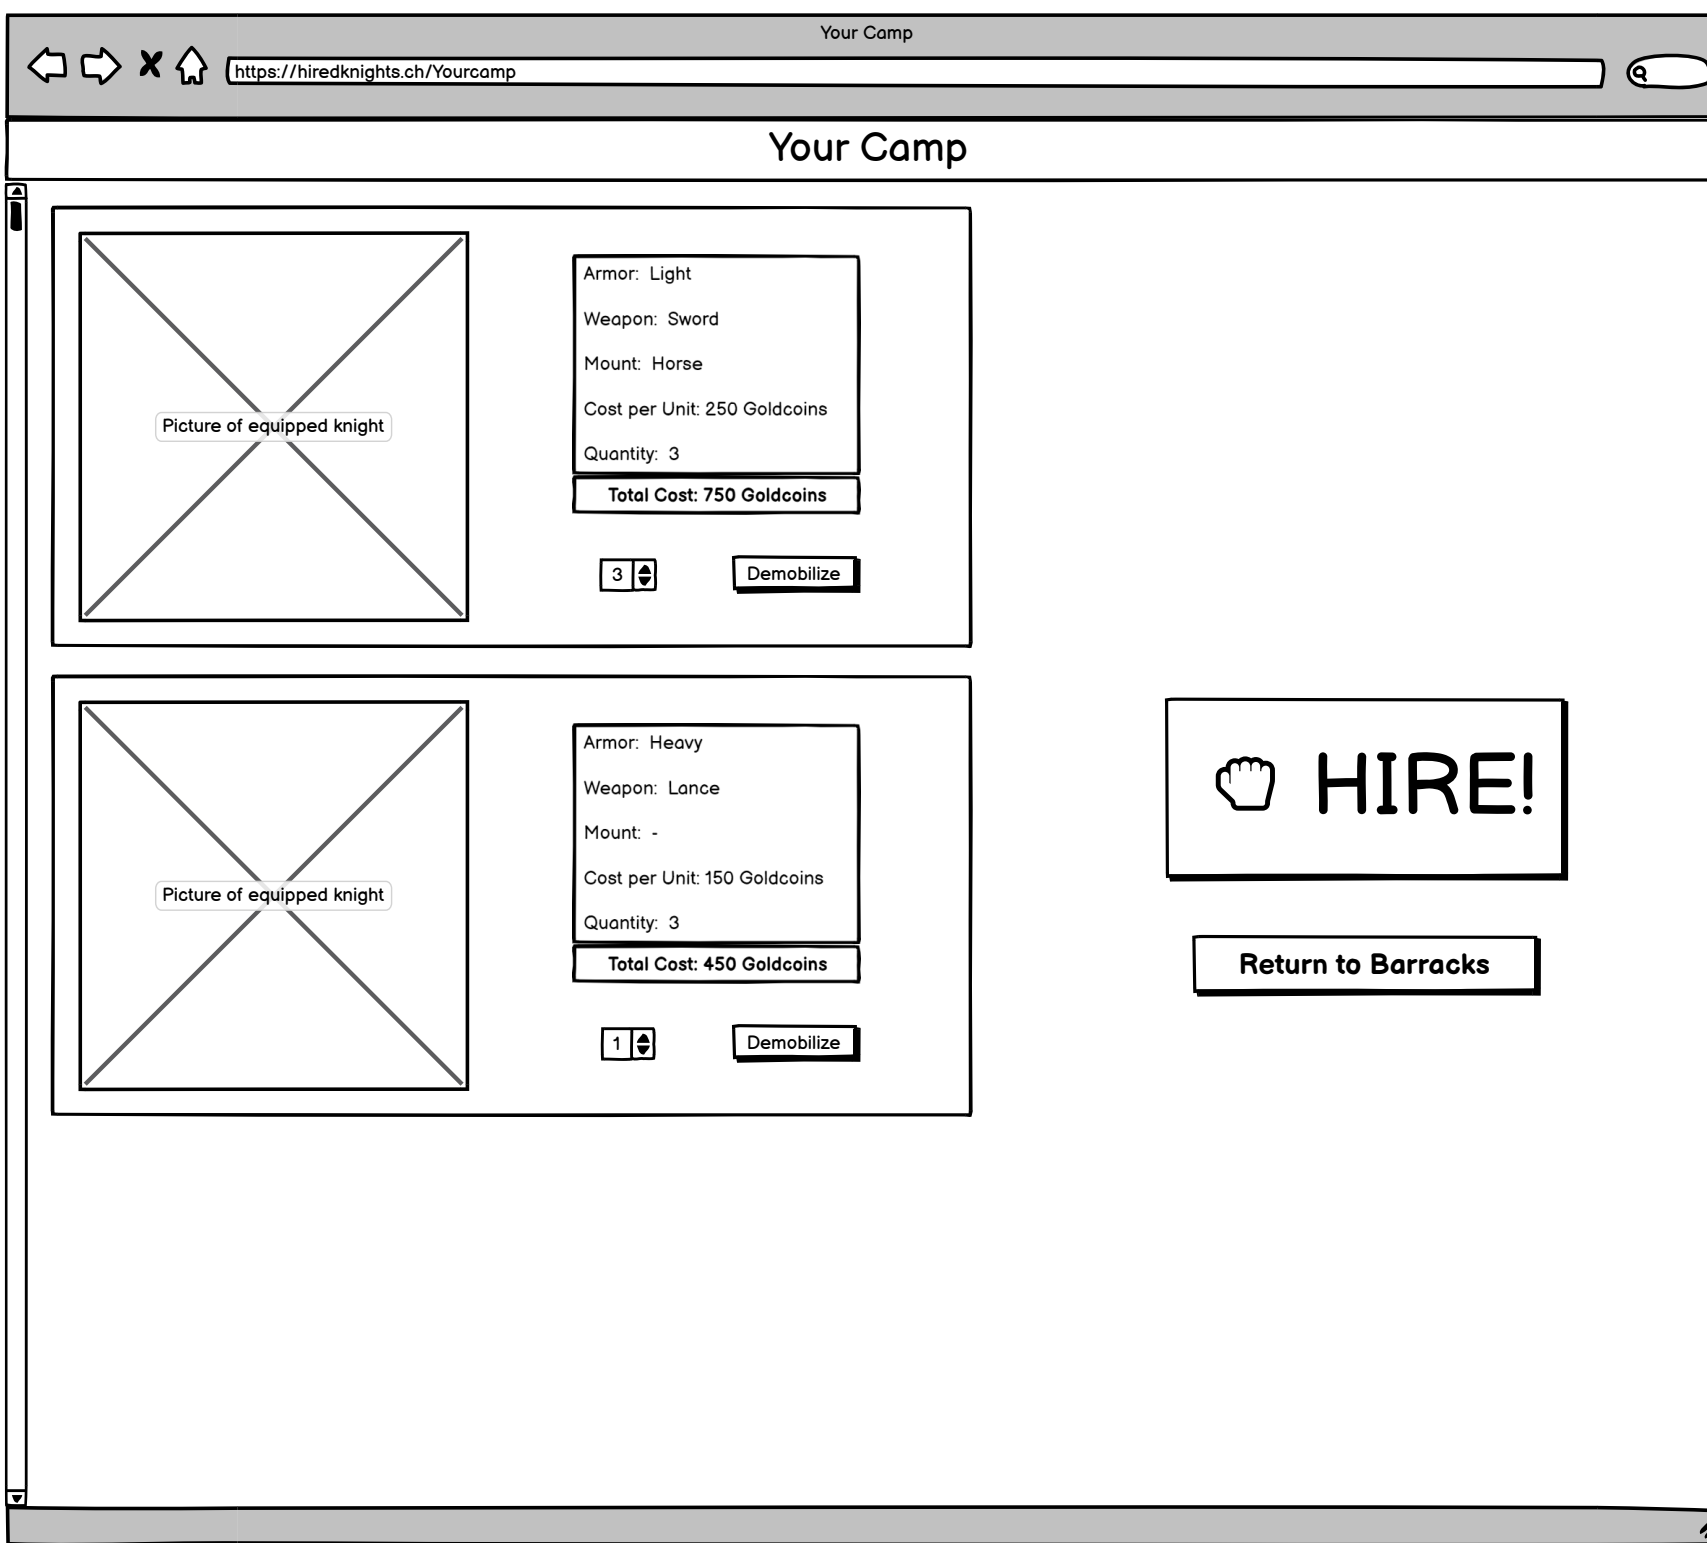 Your Camp
https://hiredknights.ch/Yourcamp
Your Camp
Picture of equipped knight
Armor: Light
Weapon: Sword
Mount: Horse
Cost per Unit: 250 Goldcoins
Quantity: 3
Total Cost: 750 Goldcoins
3
Demobilize
Picture of equipped knight
Armor: Heavy
Weapon: Lance
Mount: -
Cost per Unit: 150 Goldcoins
Quantity: 3
Total Cost: 450 Goldcoins
1
Demobilize
HIRE!
Return to Barracks